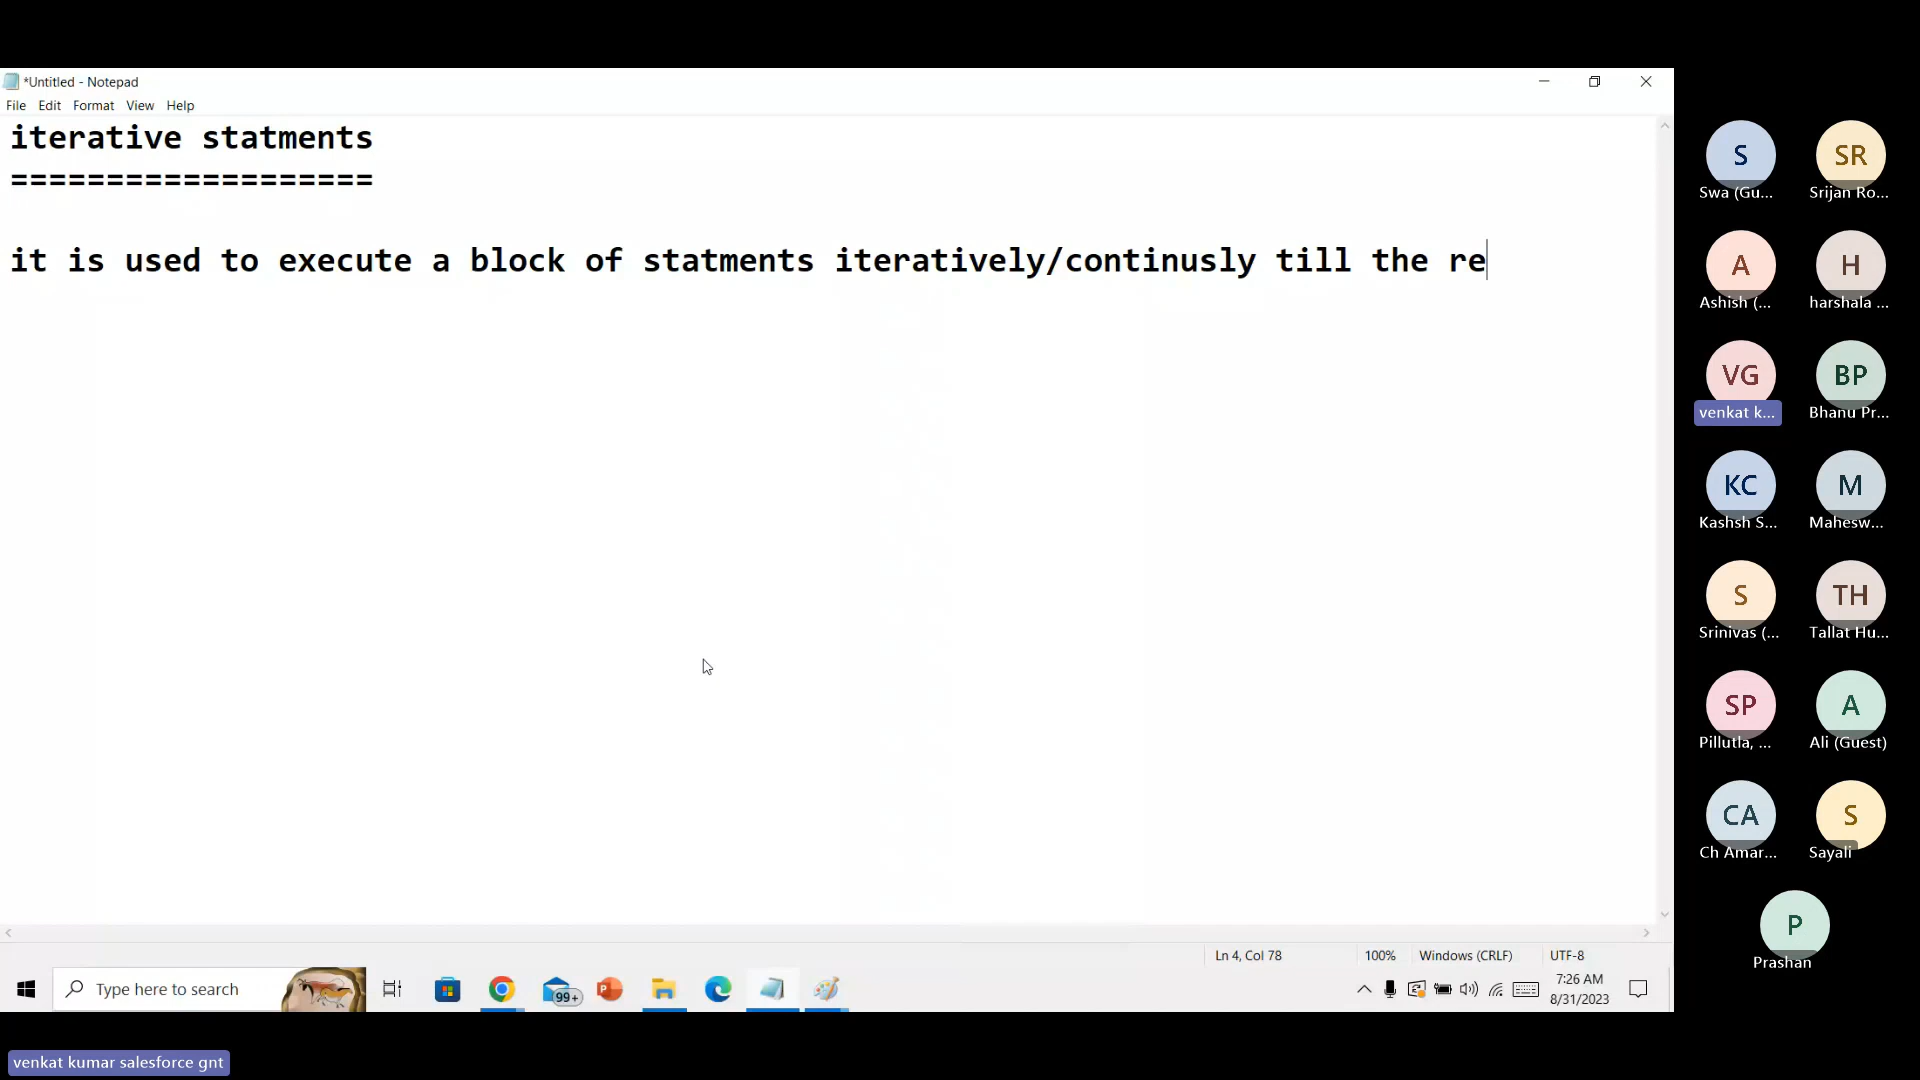 *Untitled - Notepad
File Edit Format View Help
iterative statments
===================
it is used to execute a block of statments iteratively/continusly till the re
Ln 4, Col 78
100%
Windows (CRLF)
UTF-8
Type here to search
99+
7:26 AM
8/31/2023
S
Swa (Gu...
SR
Srijan Ro...
A
Ashish (...
H
harshala ...
VG
venkat k...
BP
Bhanu Pr...
KC
Kashsh S...
M
Mahesw...
S
Srinivas (...
TH
Tallat Hu...
SP
Pillutla, ...
A
Ali (Guest)
CA
Ch Amar...
S
Sayali
P
Prashan
venkat kumar salesforce gnt